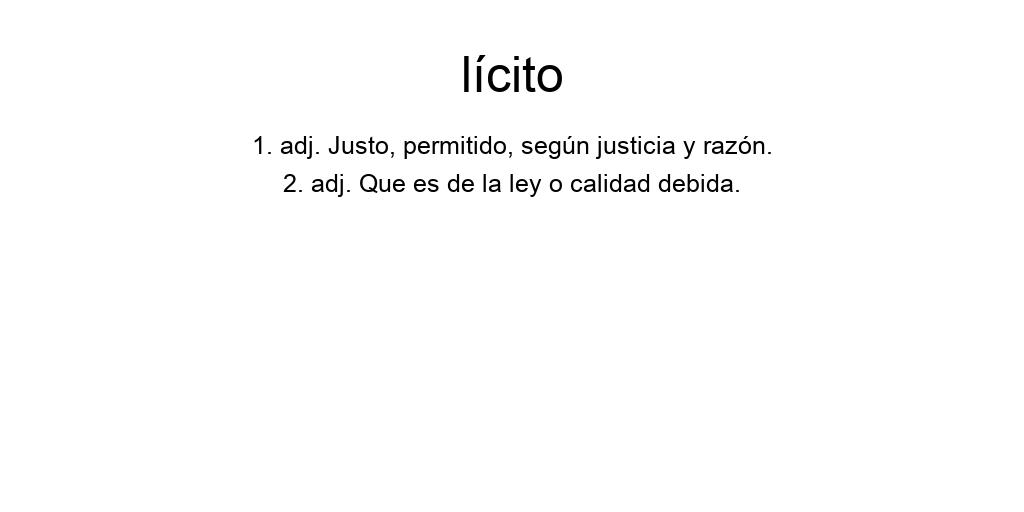 lícito
1. adj. Justo, permitido, según justicia y razón.
2. adj. Que es de la ley o calidad debida.